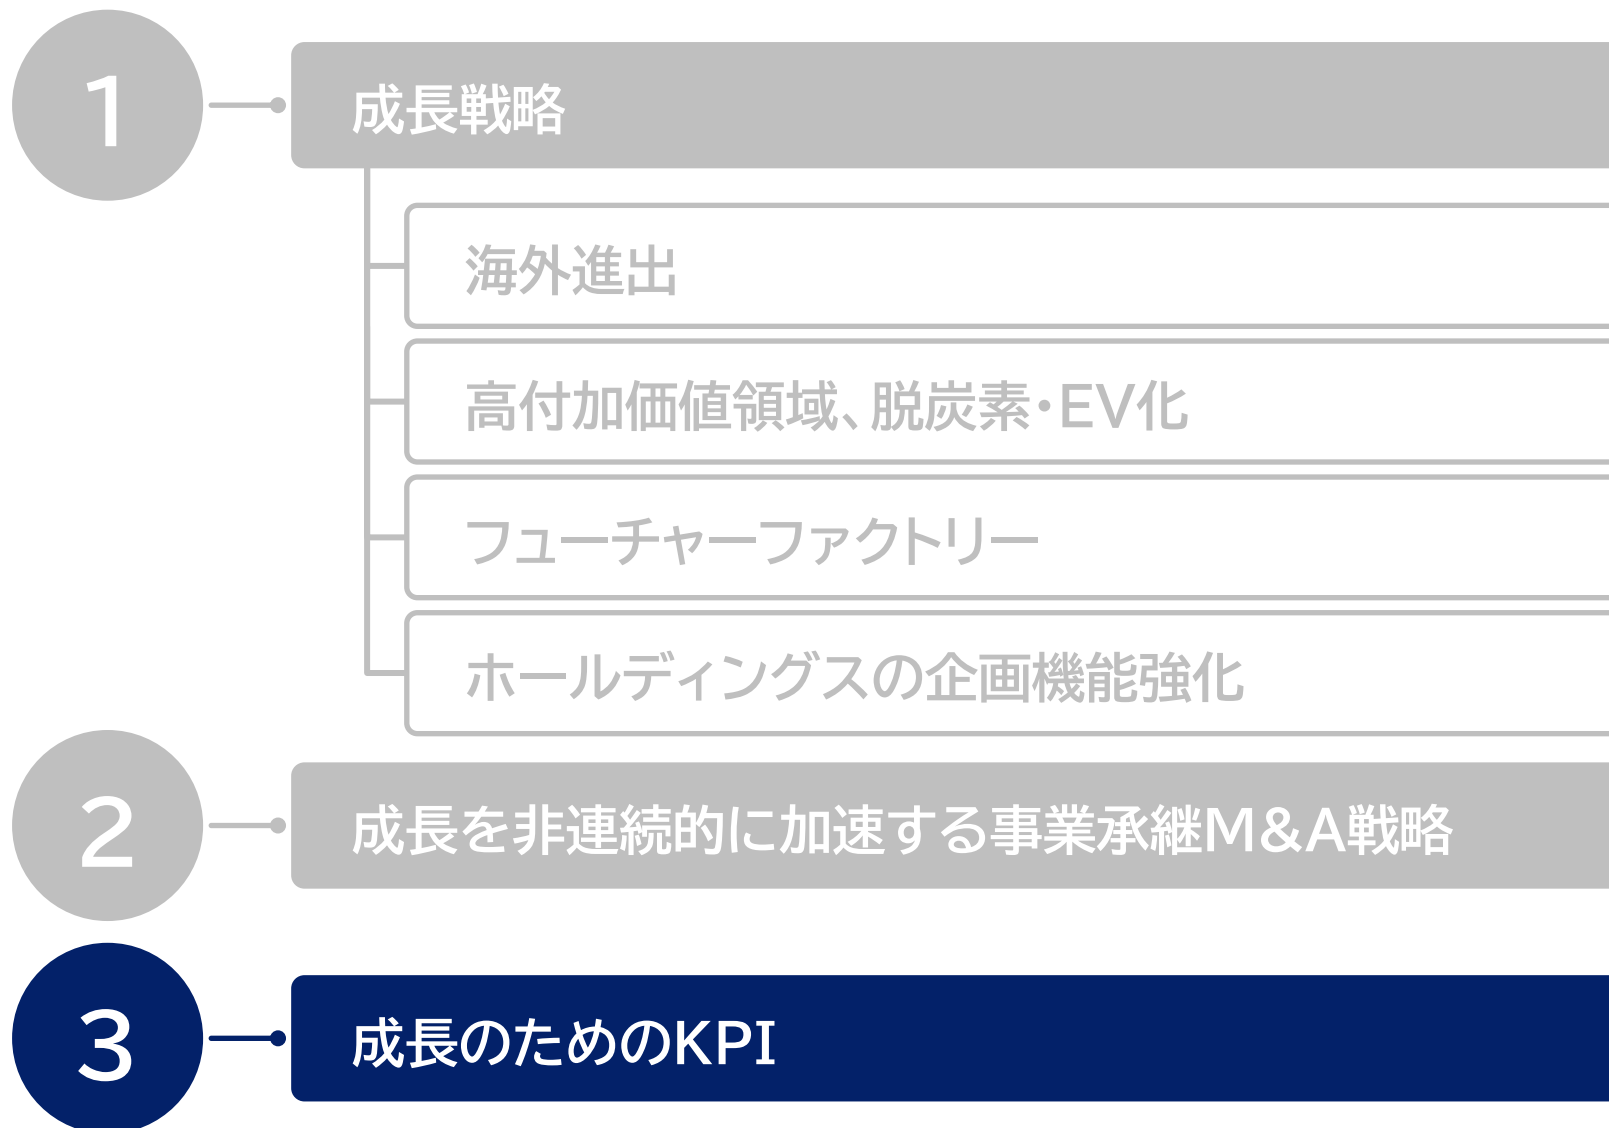 1
成長戦略
海外進出
高付加価値領域、脱炭素・EV化
フューチャーファクトリー
ホールディングスの企画機能強化
2
成長を非連続的に加速する事業承継M&A戦略
3
成長のためのKPI